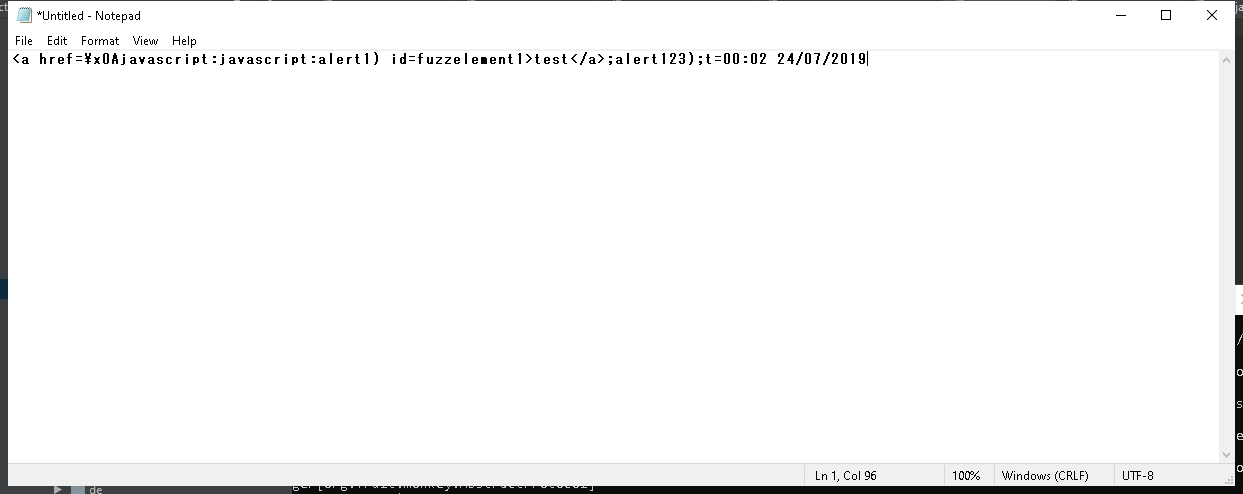 *Untitled - Notepad
File Edit Format View Help
<a href=¥x0Ajavascript:javascript:alert1) id=fuzzelement1>test</a>;alert123);t=00:02 24/07/2019
Ln 1, Col 96 100% Windows (CRLF) UTF-8
de